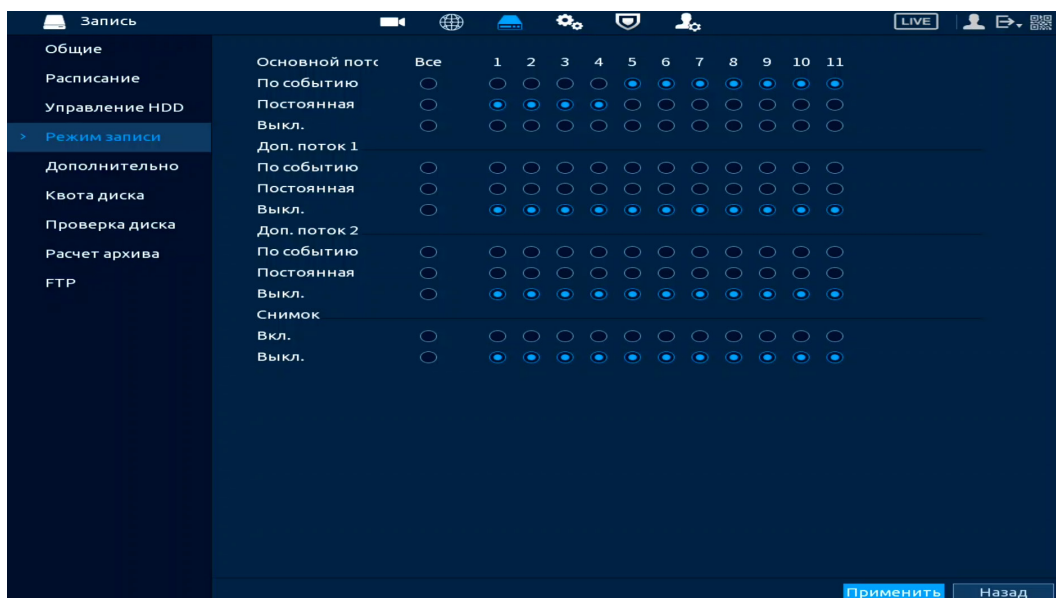 Запись
LIVE
Общие
Расписание
Управление HDD
> Режим записи
Дополнительно
Квота диска
Проверка диска
Расчет архива
FTP
Основной пото Все 1 2 3 4 5 6 7 8 9 10 11
По событию
Постоянная
Выкл.
Доп. поток 1
По событию
Постоянная
Выкл.
Доп. поток 2
По событию
Постоянная
Выкл.
Снимок
Вкл.
Выкл.
Применить Назад